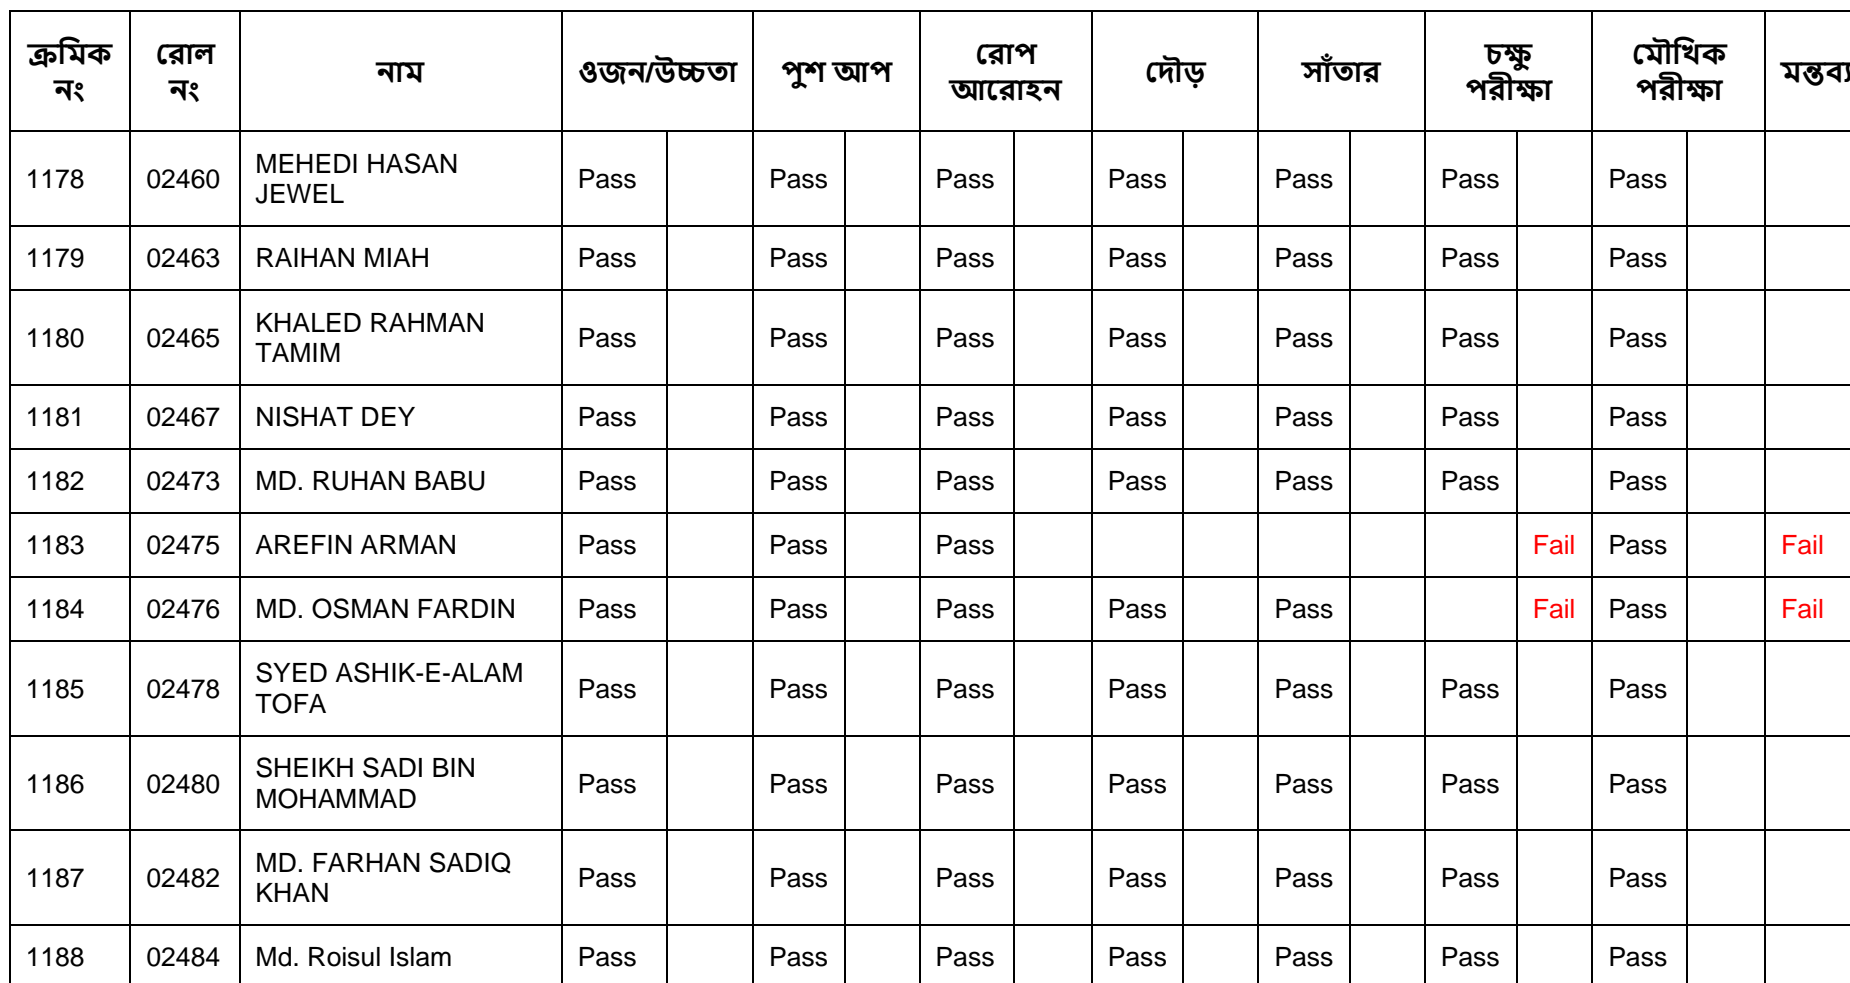 ক্রমিক নং রোল নং নাম ওজন/উচ্চতা পুশ আপ রোপ আরোহন দৌড় সাঁতার চক্ষু পরীক্ষা মৌখিক পরীক্ষা মন্তব্য
1178 02460 MEHEDI HASAN JEWEL Pass Pass Pass Pass Pass Pass Pass
1179 02463 RAIHAN MIAH Pass Pass Pass Pass Pass Pass Pass
1180 02465 KHALED RAHMAN TAMIM Pass Pass Pass Pass Pass Pass Pass
1181 02467 NISHAT DEY Pass Pass Pass Pass Pass Pass Pass
1182 02473 MD. RUHAN BABU Pass Pass Pass Pass Pass Pass Pass
1183 02475 AREFIN ARMAN Pass Pass Pass Fail Pass Fail
1184 02476 MD. OSMAN FARDIN Pass Pass Pass Pass Pass Fail Pass Fail
1185 02478 SYED ASHIK-E-ALAM TOFA Pass Pass Pass Pass Pass Pass Pass
1186 02480 SHEIKH SADI BIN MOHAMMAD Pass Pass Pass Pass Pass Pass Pass
1187 02482 MD. FARHAN SADIQ KHAN Pass Pass Pass Pass Pass Pass Pass
1188 02484 Md. Roisul Islam Pass Pass Pass Pass Pass Pass Pass